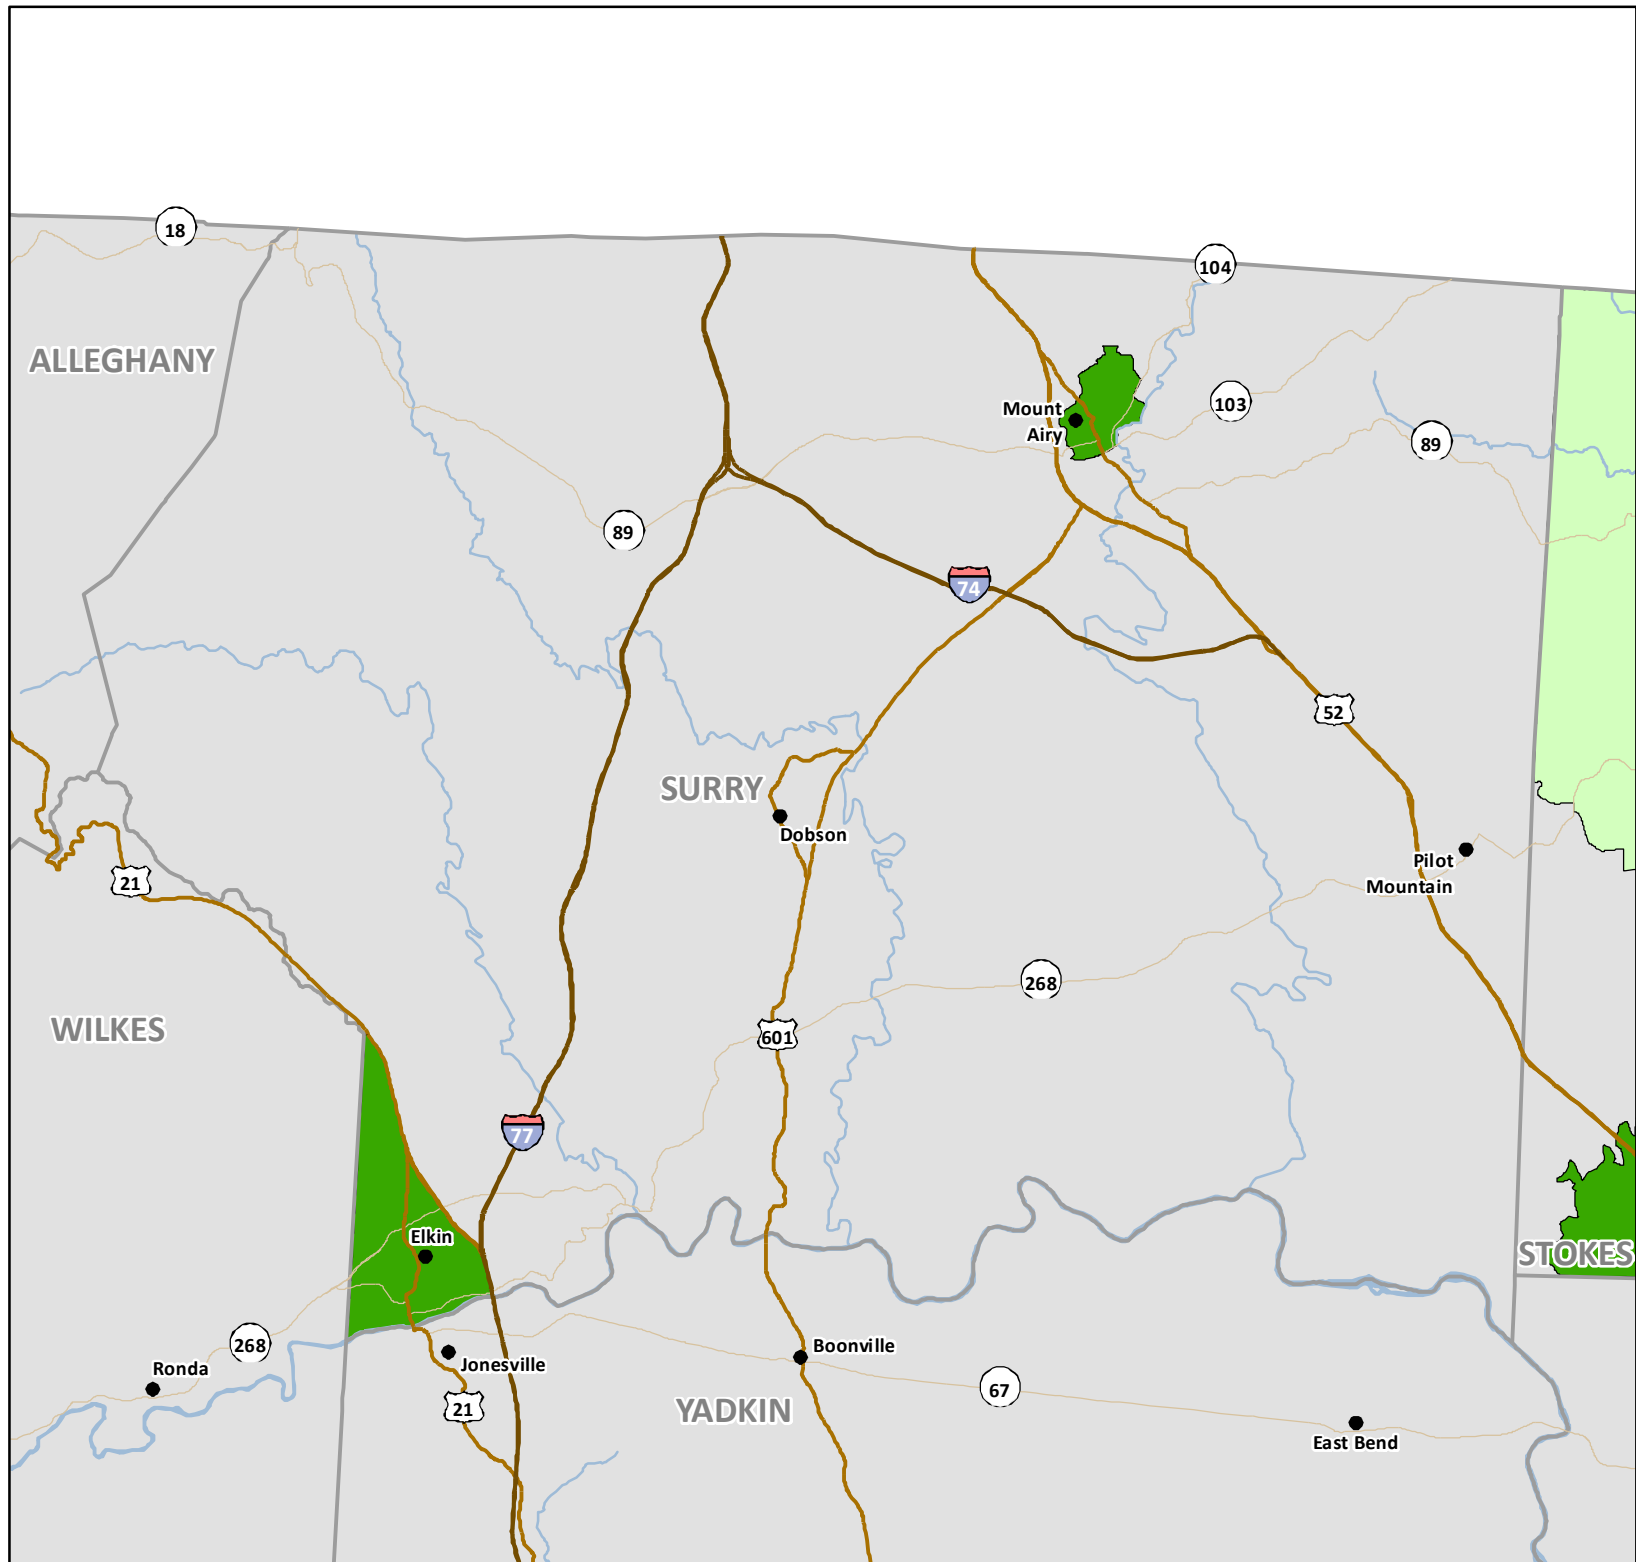 18
104
ALLEGHANY
103
Mount
Airy
89
89
74
52
SURRY
Dobson
Pilot
Mountain
21
268
WILKES
601
77
Elkin
STOKES
268
Boonville
Ronda
Jonesville
67
21
YADKIN
East Bend